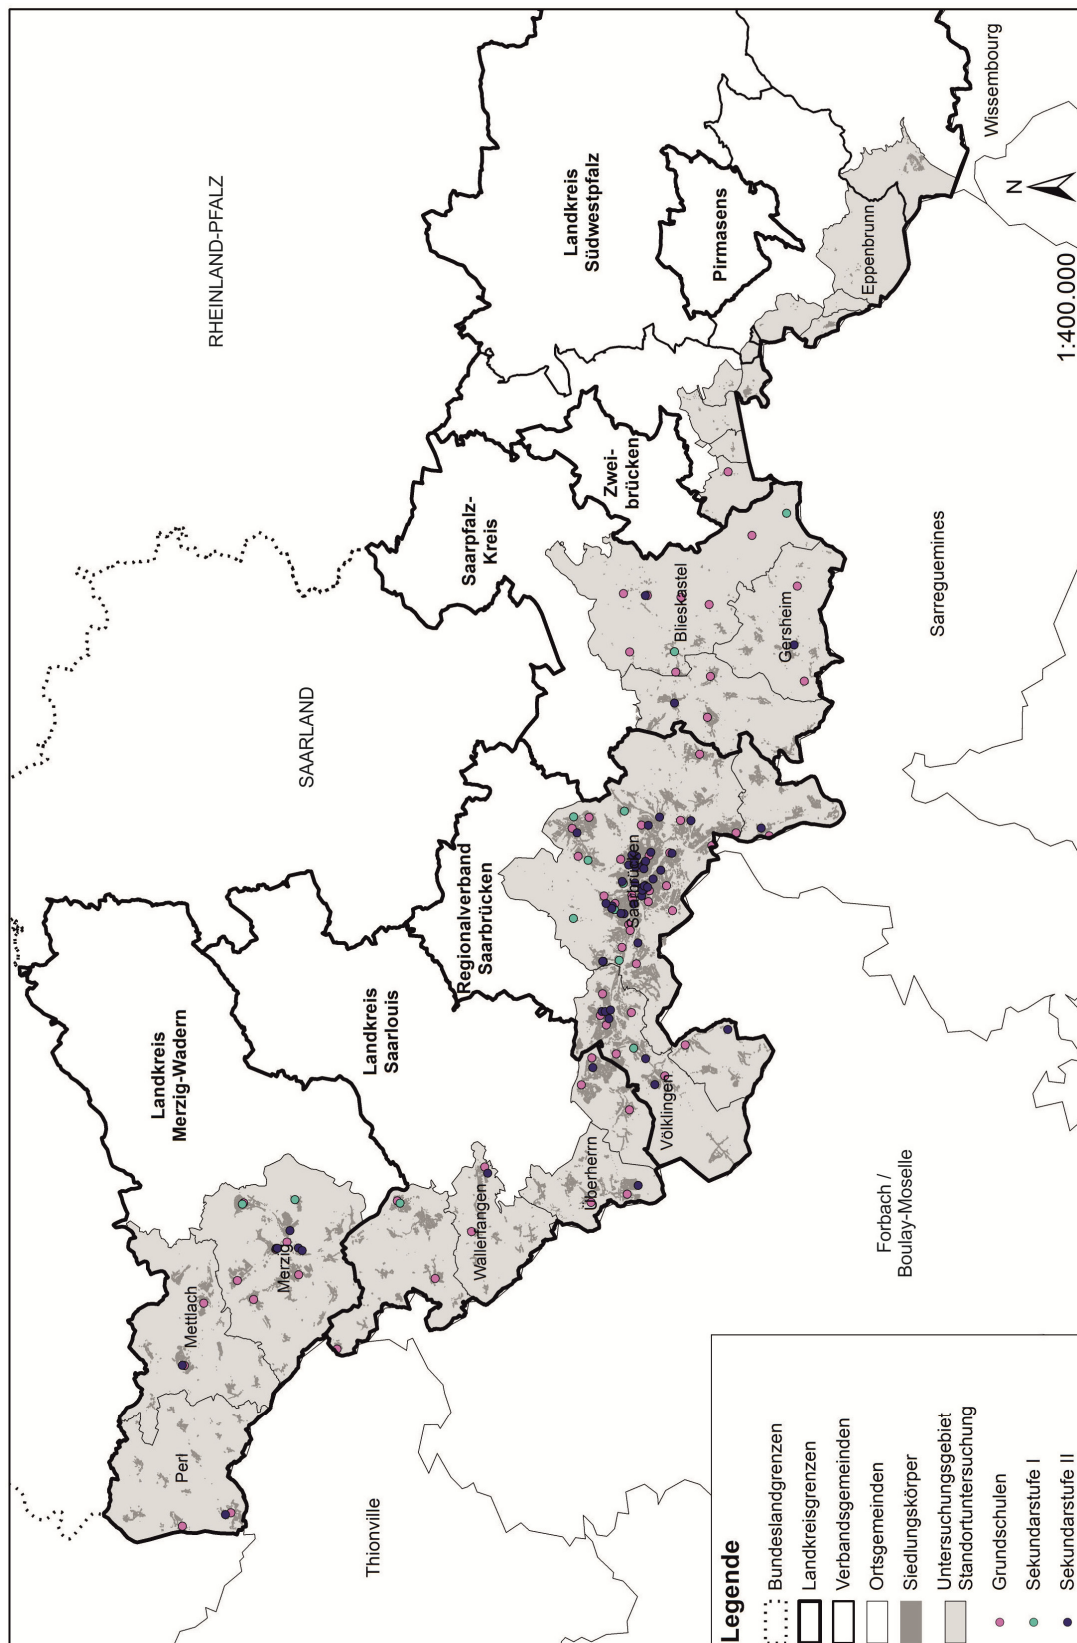 RHEINLAND-PFALZ
SAARLAND
Landkreis
Merzig-Wadern
Landkreis
Saarlouis
Regionalverband
Saarbrücken
Saarpfalz-
Kreis
Zwei-
brücken
Landkreis
Südwestpfalz
Pirmasens
Perl
Mettlach
Merzig
Wallerfangen
Überherrn
Völklingen
Saarbrücken
Blieskastel
Gersheim
Eppenbrunn
Wissembourg
Thionville
Forbach /
Boulay-Moselle
Sarreguemines
N
1:400.000
Legende
Bundeslandgrenzen
Landkreisgrenzen
Verbandsgemeinden
Ortsgemeinden
Siedlungskörper
Untersuchungsgebiet
Standortuntersuchung
Grundschulen
Sekundarstufe I
Sekundarstufe II